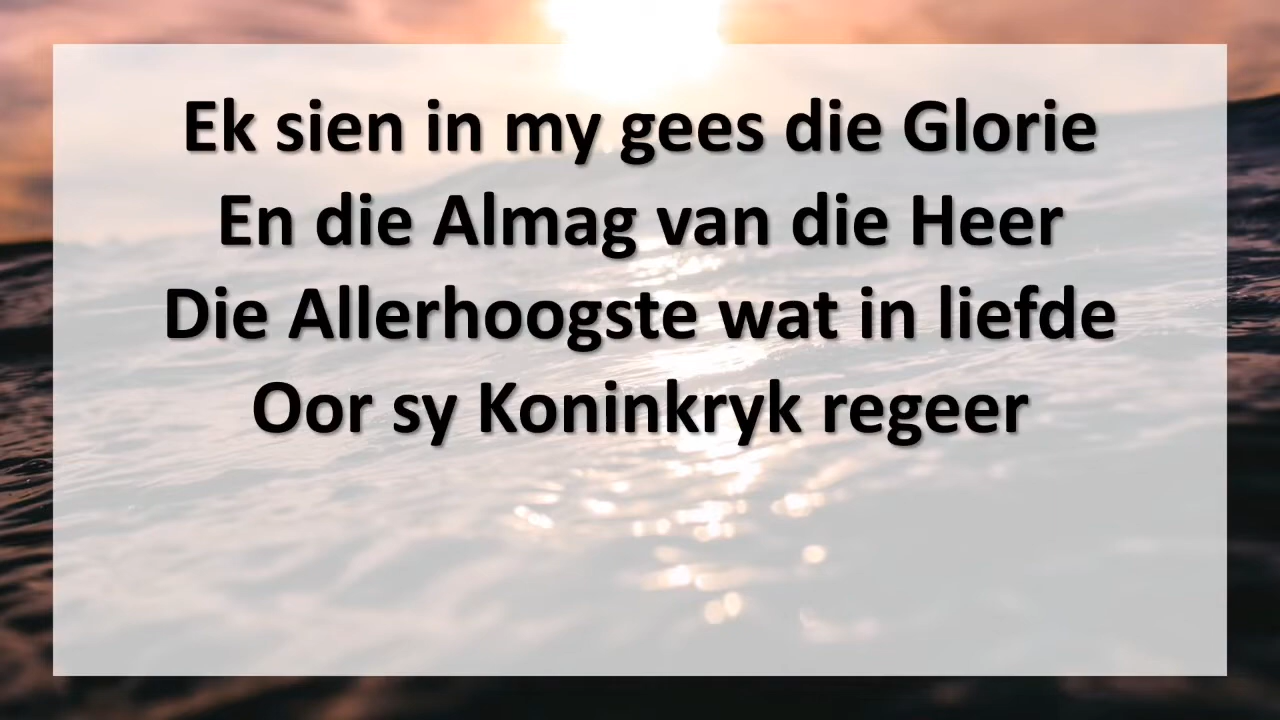 Ek sien in my gees die Glorie
En die Almag van die Heer
Die Allerhoogste wat in liefde
Oor sy Koninkryk regeer